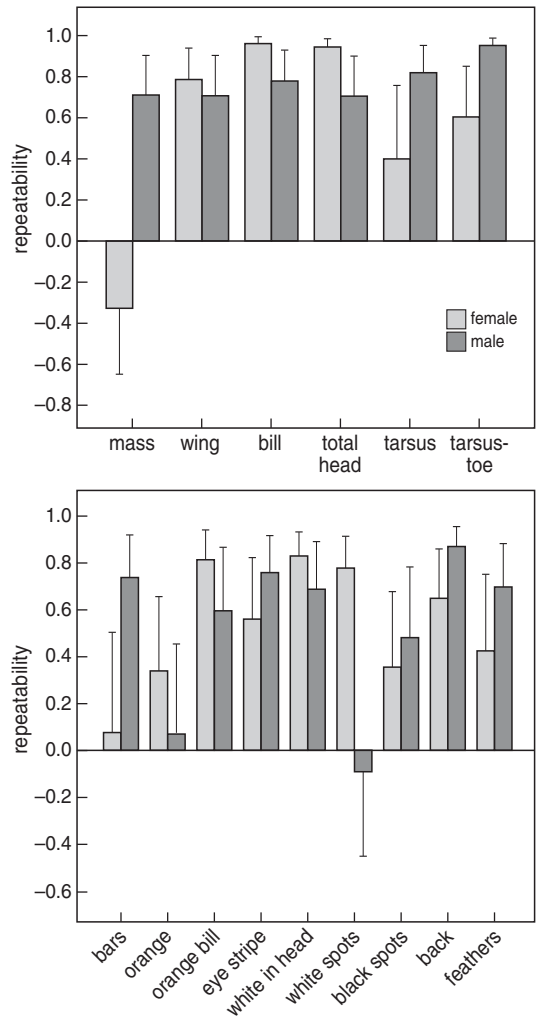 1.0
0.8
0.6
0.4
0.2
0.0
–0.2
–0.4
–0.6
–0.8
repeatability
female
male
mass wing bill total head tarsus tarsus-toe
1.0
0.8
0.6
0.4
0.2
0.0
–0.2
–0.4
–0.6
repeatability
bars
orange
orange bill
eye stripe
white in head
white spots
black spots
back
feathers